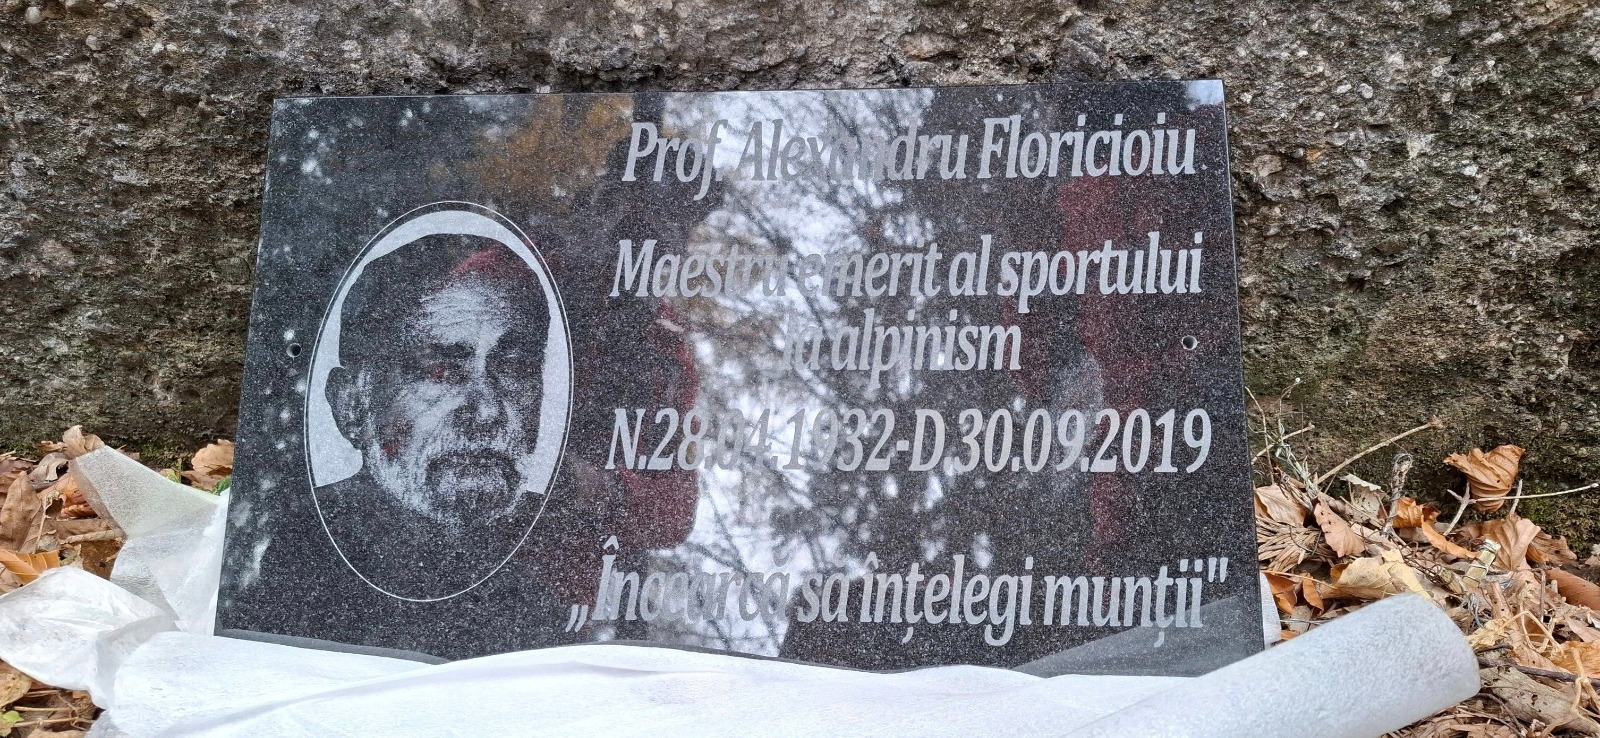 Prof. Alexandru Floricioiu
Maestru emerit al sportului
la alpinism
N.28.04.1932-D.30.09.2019
„Încearcă să înțelegi munții"